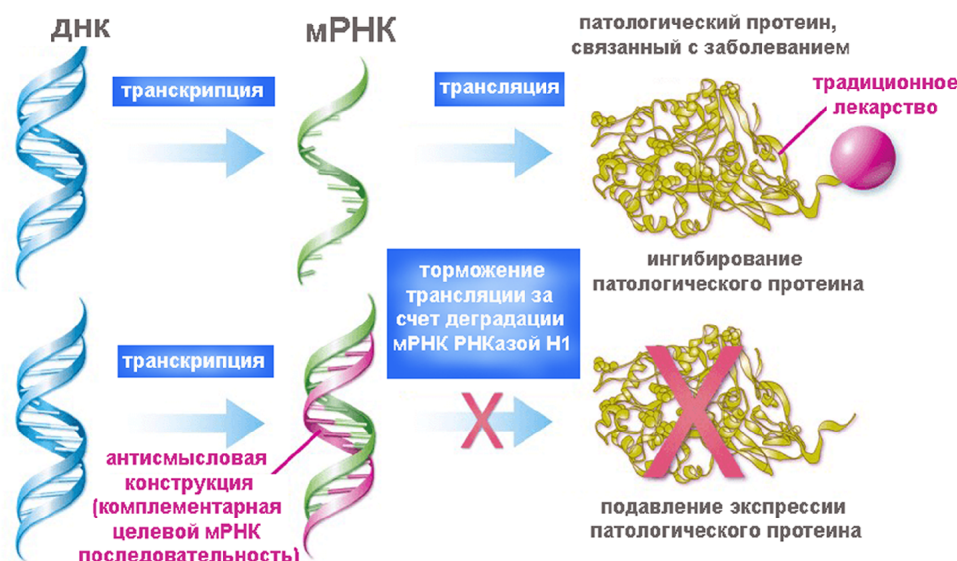 ДНК
мРНК
патологический протеин,
связанный с заболеванием
транскрипция
трансляция
традиционное
лекарство
ингибирование
патологического протеина
торможение
трансляции за
счет деградации
мРНК РНКазой Н1
транскрипция
антисмысловая
конструкция
(комплементарная
целевой мРНК
последовательность)
подавление экспрессии
патологического протеина